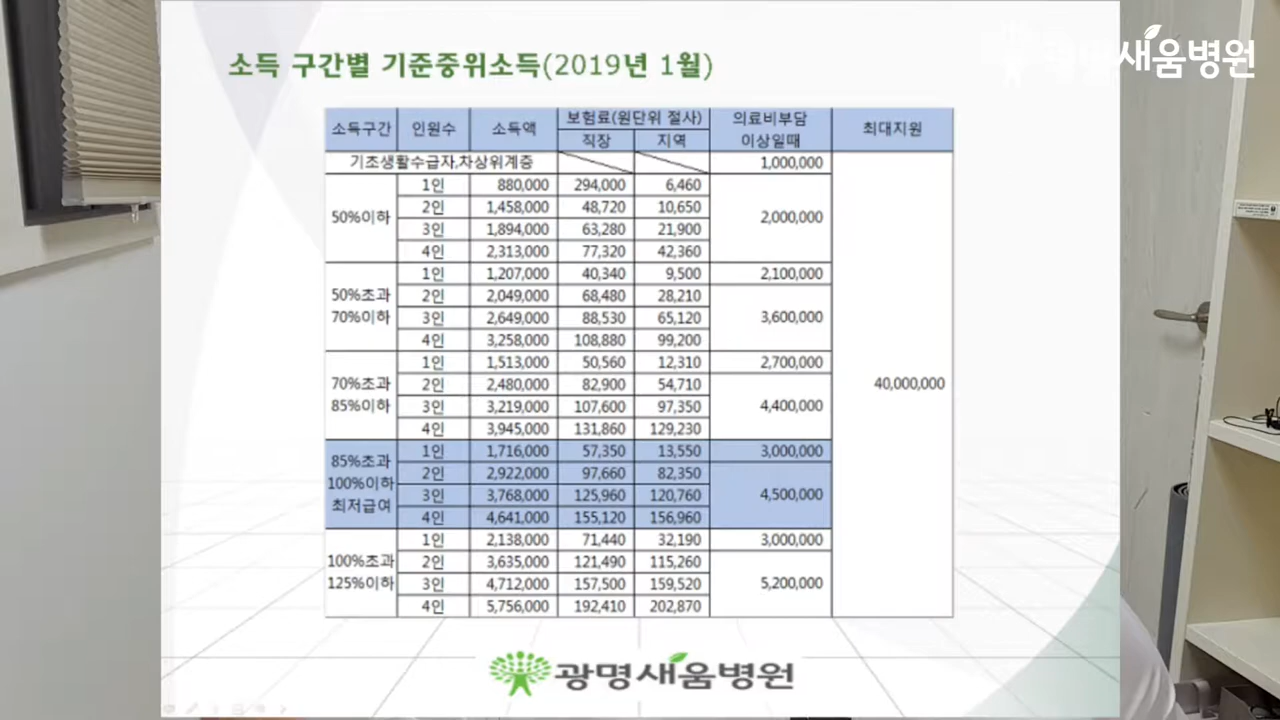 소득 구간별 기준중위소득(2019년 1월)
새움병원
소득구간 인원수 소득액 보험료(원단위 절사) 의료비부담 이상일때 최대지원
직장 지역
기초생활수급자,차상위계층 1,000,000
50%이하 1인 880,000 294,000 6,460 2,000,000
2인 1,458,000 48,720 10,650
3인 1,894,000 63,280 21,900
4인 2,313,000 77,320 42,360
50%초과 70%이하 1인 1,207,000 40,340 9,500 2,100,000
2인 2,049,000 68,480 28,210 3,600,000
3인 2,649,000 88,530 65,120
4인 3,258,000 108,880 99,200
70%초과 85%이하 1인 1,513,000 50,560 12,310 2,700,000
2인 2,480,000 82,900 54,710 4,400,000 40,000,000
3인 3,219,000 107,600 97,350
4인 3,945,000 131,860 129,230
85%초과 100%이하 최저급여 1인 1,716,000 57,350 13,550 3,000,000
2인 2,922,000 97,660 82,350 4,500,000
3인 3,768,000 125,960 120,760
4인 4,641,000 155,120 156,960
100%초과 125%이하 1인 2,138,000 71,440 32,190 3,000,000
2인 3,635,000 121,490 115,260 5,200,000
3인 4,712,000 157,500 159,520
4인 5,756,000 192,410 202,870
광명새움병원